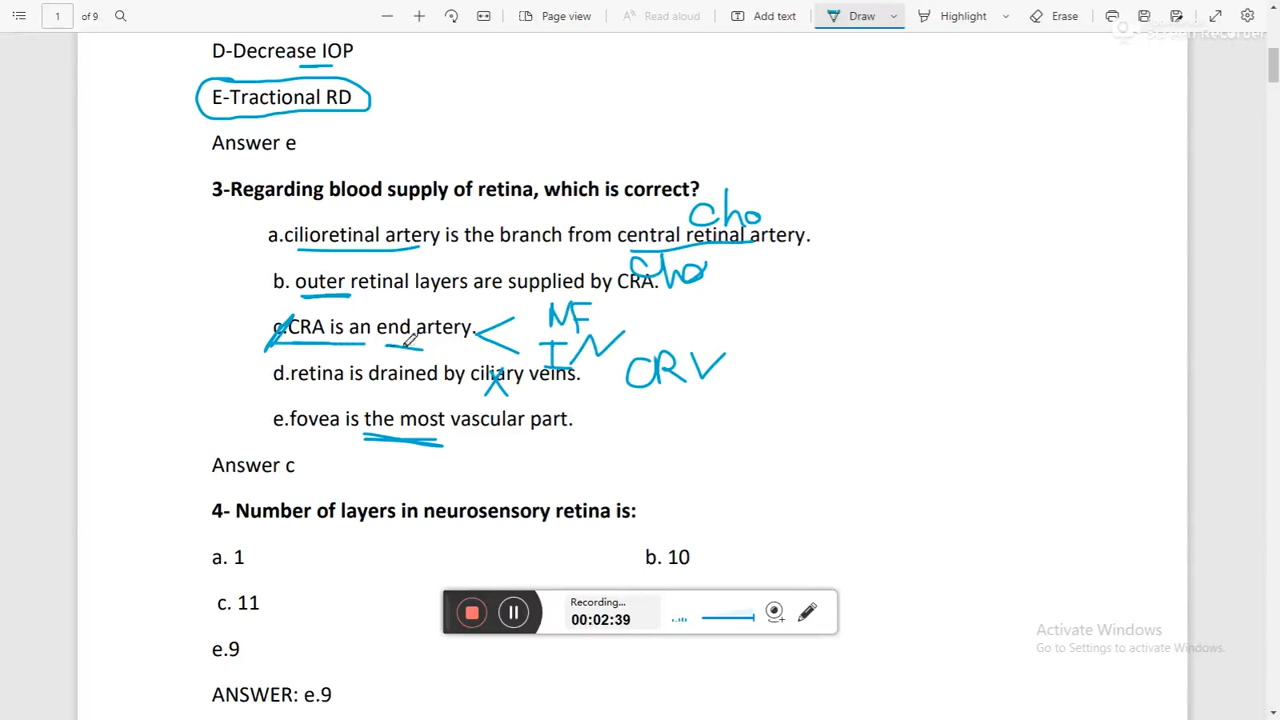 1 of 9 Page view Read aloud Add text Draw Highlight Erase
D-Decrease IOP
E-Tractional RD
Answer e
3-Regarding blood supply of retina, which is correct?
Cho
a.cilioretinal artery is the branch from central retinal artery.
Cho
b. outer retinal layers are supplied by CRA.
NF
c.CRA is an end artery.
IN
d.retina is drained by ciliary veins.
CRV
e.fovea is the most vascular part.
Answer c
4- Number of layers in neurosensory retina is:
a. 1 b. 10
c. 11
Recording...
00:02:39
Activate Windows
Go to Settings to activate Windows.
e.9
ANSWER: e.9